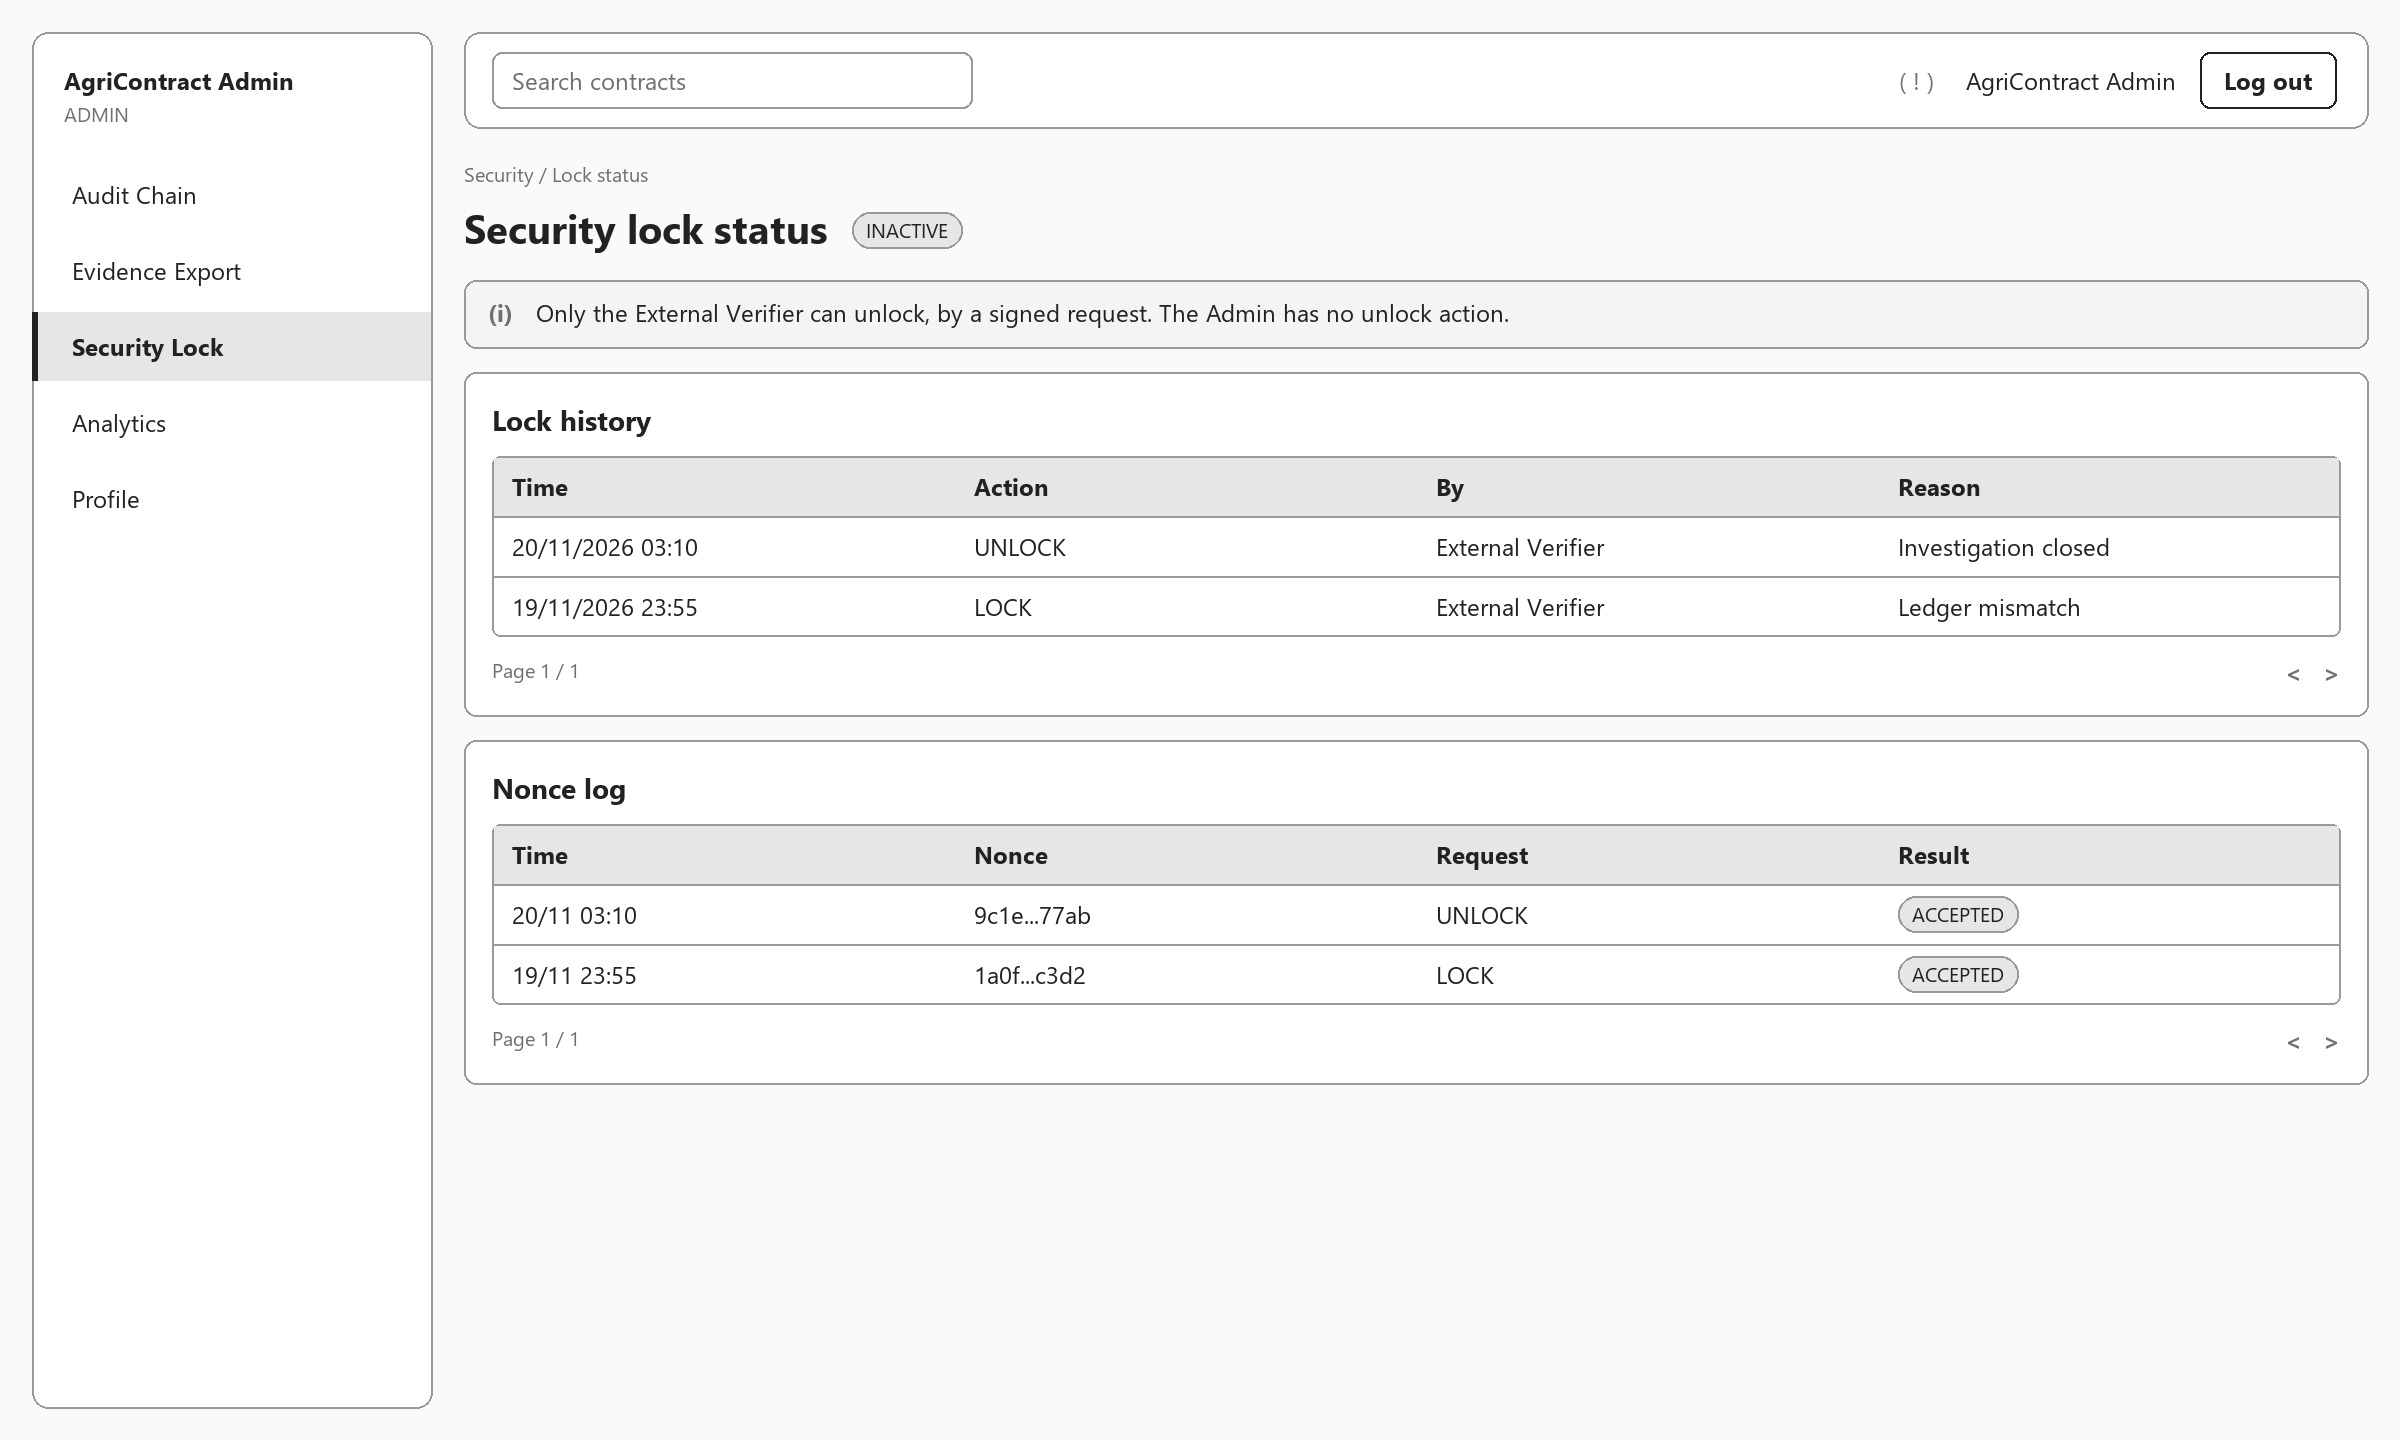 AgriContract Admin
ADMIN
Audit Chain
Evidence Export
Security Lock
Analytics
Profile
Search contracts
( ! ) AgriContract Admin Log out
Security / Lock status
Security lock status INACTIVE
(i) Only the External Verifier can unlock, by a signed request. The Admin has no unlock action.
Lock history
Time Action By Reason
20/11/2026 03:10 UNLOCK External Verifier Investigation closed
19/11/2026 23:55 LOCK External Verifier Ledger mismatch
Page 1 / 1 < >
Nonce log
Time Nonce Request Result
20/11 03:10 9c1e...77ab UNLOCK ACCEPTED
19/11 23:55 1a0f...c3d2 LOCK ACCEPTED
Page 1 / 1 < >